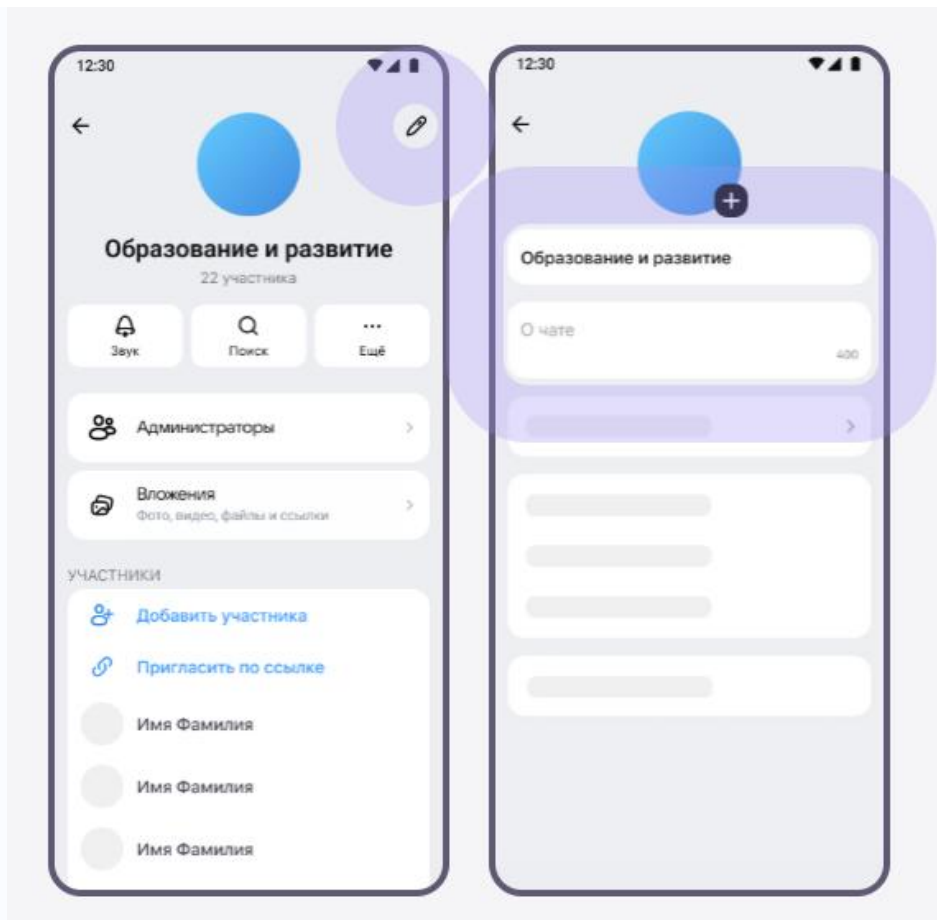 12:30
Образование и развитие
22 участника
Звук
Поиск
Ещё
Администраторы
Вложения
Фото, видео, файлы и ссылки
УЧАСТНИКИ
Добавить участника
Пригласить по ссылке
Имя Фамилия
Имя Фамилия
Имя Фамилия
12:30
Образование и развитие
О чате
400